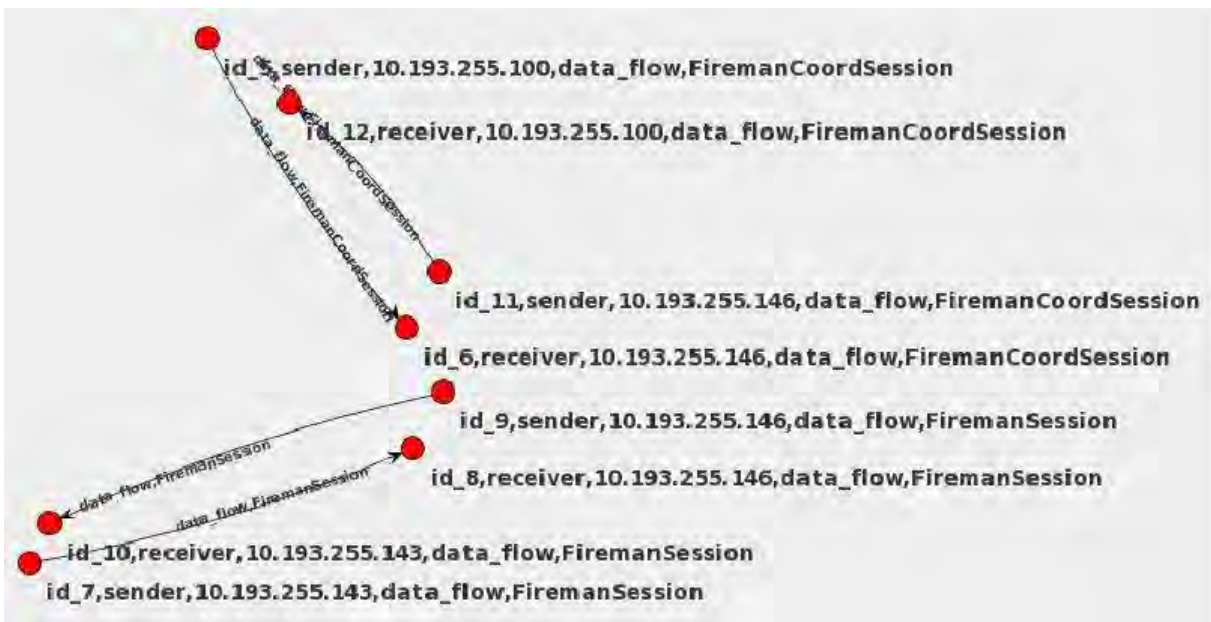 id_5,sender,10.193.255.100,data_flow,FiremanCoordSession
id_12,receiver,10.193.255.100,data_flow,FiremanCoordSession
data_flow,FiremanCoordSession
FiremanCoordSession
id_11,sender,10.193.255.146,data_flow,FiremanCoordSession
id_6,receiver,10.193.255.146,data_flow,FiremanCoordSession
id_9,sender,10.193.255.146,data_flow,FiremanSession
data_flow,FiremanSession
id_8,receiver,10.193.255.146,data_flow,FiremanSession
data_flow,FiremanSession
id_10,receiver,10.193.255.143,data_flow,FiremanSession
id_7,sender,10.193.255.143,data_flow,FiremanSession